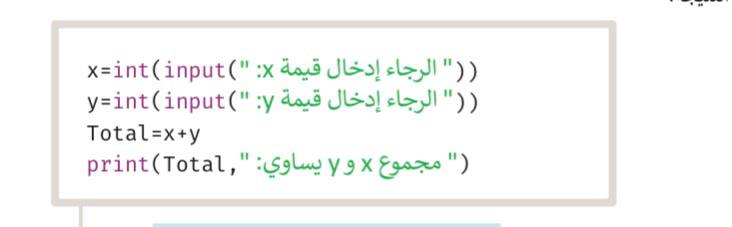 x=int(input(" الرجاء إدخال قيمة x: "))
y=int(input(" الرجاء إدخال قيمة y: "))
Total=x+y
print(Total," مجموع x و y يساوي: ")